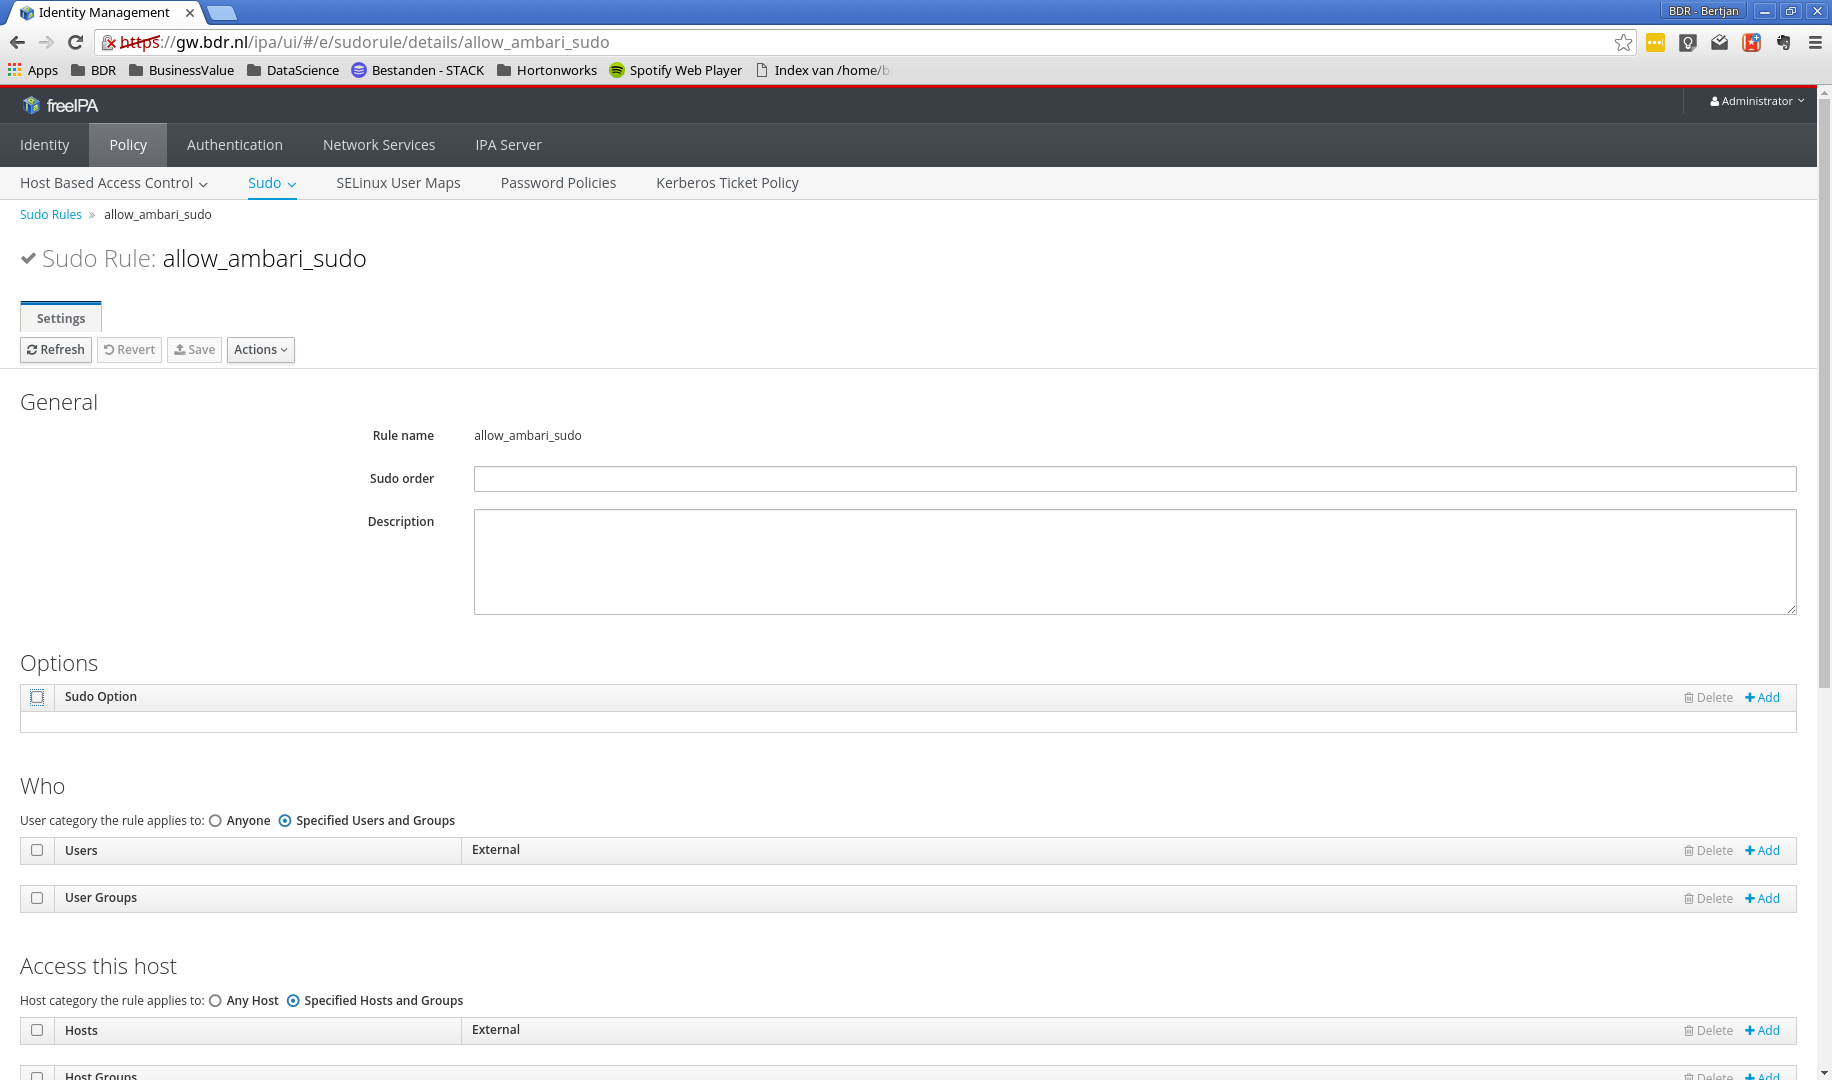 Identity Management
BDR - Bertjan
https://gw.bdr.nl/ipa/ui/#/e/sudorule/details/allow_ambari_sudo
Apps BDR BusinessValue DataScience Bestanden - STACK Hortonworks Spotify Web Player Index van /home/b
freeIPA Administrator
Identity Policy Authentication Network Services IPA Server
Host Based Access Control Sudo SELinux User Maps Password Policies Kerberos Ticket Policy
Sudo Rules » allow_ambari_sudo
Sudo Rule: allow_ambari_sudo
Settings
Refresh Revert Save Actions
General
Rule name allow_ambari_sudo
Sudo order
Description
Options
Sudo Option Delete Add
Who
User category the rule applies to: Anyone Specified Users and Groups
Users External Delete Add
User Groups Delete Add
Access this host
Host category the rule applies to: Any Host Specified Hosts and Groups
Hosts External Delete Add
Host Groups Delete Add